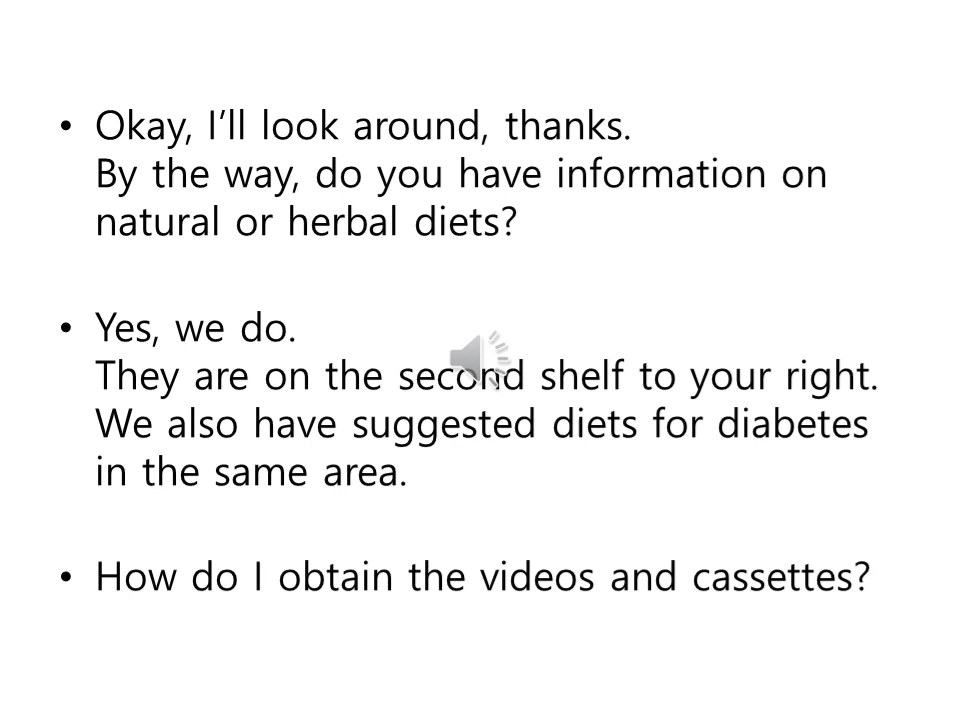 • Okay, I’ll look around, thanks.
By the way, do you have information on
natural or herbal diets?
• Yes, we do.
They are on the second shelf to your right.
We also have suggested diets for diabetes
in the same area.
• How do I obtain the videos and cassettes?